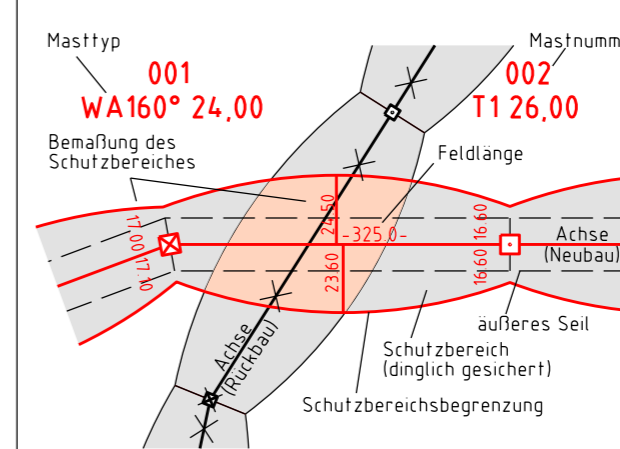 Masttyp
Mastnumm
001
002
WA160° 24,00
T1 26,00
Bemaßung des
Schutzbereiches
Feldlänge
17.00 17.10
24.50
23.60
-325.0-
16.60 16.60
Achse
(Neubau)
Achse
(Rückbau)
äußeres Seil
Schutzbereich
(dinglich gesichert)
Schutzbereichsbegrenzung